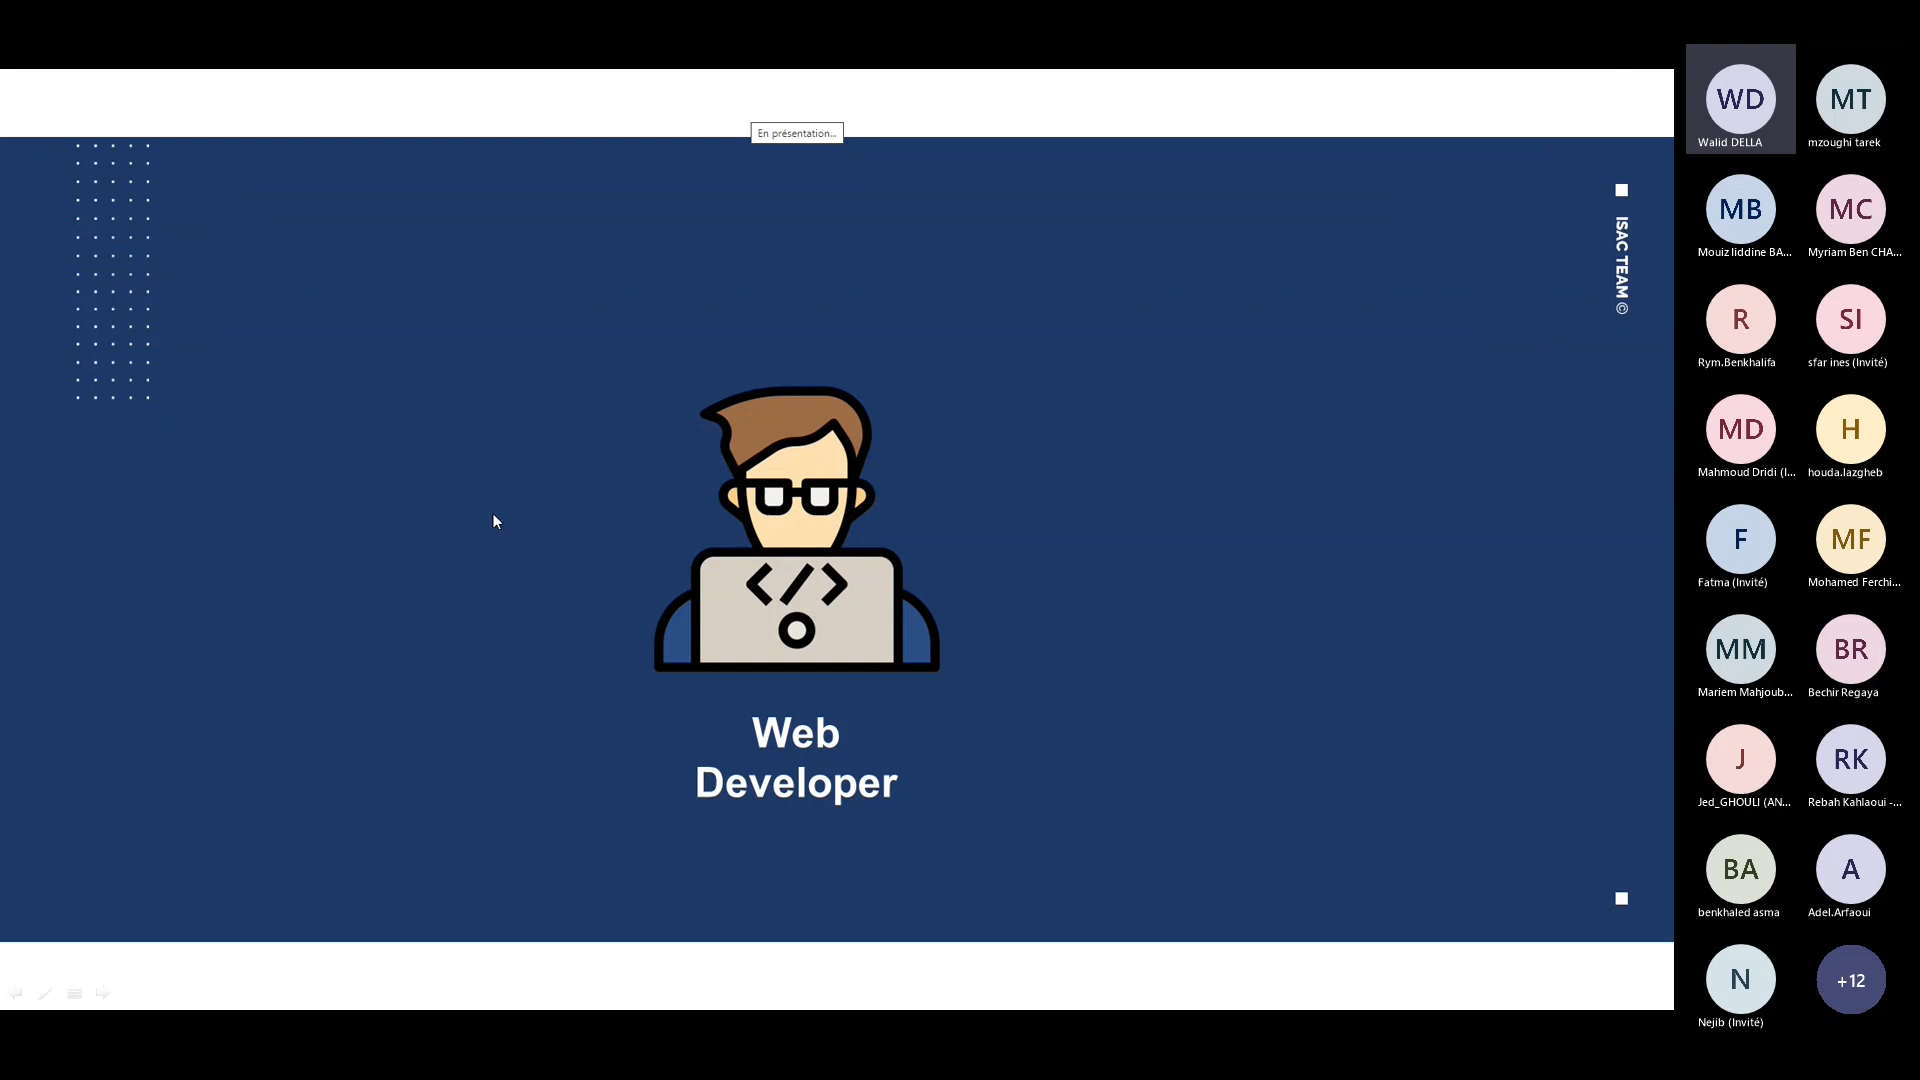 En présentation...
ISAC TEAM ©
</>
Web
Developer
WD
Walid DELLA
MT
mzoughi tarek
MB
Mouiz liddine BA...
MC
Myriam Ben CHA...
R
Rym.Benkhalifa
SI
sfar ines (Invité)
MD
Mahmoud Dridi (I...
H
houda.lazgheb
F
Fatma (Invité)
MF
Mohamed Ferchi...
MM
Mariem Mahjoub...
BR
Bechir Regaya
J
Jed_GHOULI (AN...
RK
Rebah Kahlaoui -...
BA
benkhaled asma
A
Adel.Arfaoui
N
Nejib (Invité)
+12